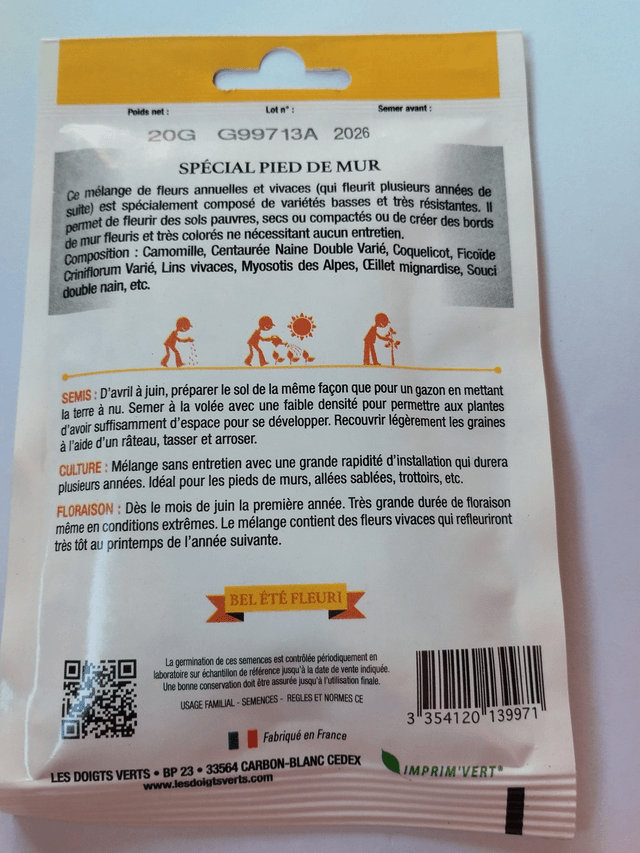 Poids net : Lot n° : Semer avant :
20G G99713A 2026
SPÉCIAL PIED DE MUR
Ce mélange de fleurs annuelles et vivaces (qui fleurit plusieurs années de
suite) est spécialement composé de variétés basses et très résistantes. Il
permet de fleurir des sols pauvres, secs ou compactés ou de créer des bords
de mur fleuris et très colorés ne nécessitant aucun entretien.
Composition : Camomille, Centaurée Naine Double Varié, Coquelicot, Ficoïde
Criniflorum Varié, Lins vivaces, Myosotis des Alpes, Œillet mignardise, Souci
double nain, etc.
SEMIS : D'avril à juin, préparer le sol de la même façon que pour un gazon en mettant
la terre à nu. Semer à la volée avec une faible densité pour permettre aux plantes
d'avoir suffisamment d'espace pour se développer. Recouvrir légèrement les graines
à l'aide d'un râteau, tasser et arroser.
CULTURE : Mélange sans entretien avec une grande rapidité d'installation qui durera
plusieurs années. Idéal pour les pieds de murs, allées sablées, trottoirs, etc.
FLORAISON : Dès le mois de juin la première année. Très grande durée de floraison
même en conditions extrêmes. Le mélange contient des fleurs vivaces qui refleuriront
très tôt au printemps de l'année suivante.
BEL ÉTÉ FLEURI
La germination de ces semences est contrôlée périodiquement en
laboratoire sur échantillon de référence jusqu'à la date de vente indiquée.
Une bonne conservation doit être assurée jusqu'à l'utilisation finale.
USAGE FAMILIAL - SEMENCES - REGLES ET NORMES CE
3 354120 139971
Fabriqué en France
LES DOIGTS VERTS • BP 23 • 33564 CARBON-BLANC CEDEX
www.lesdoigtsverts.com
IMPRIM'VERT®